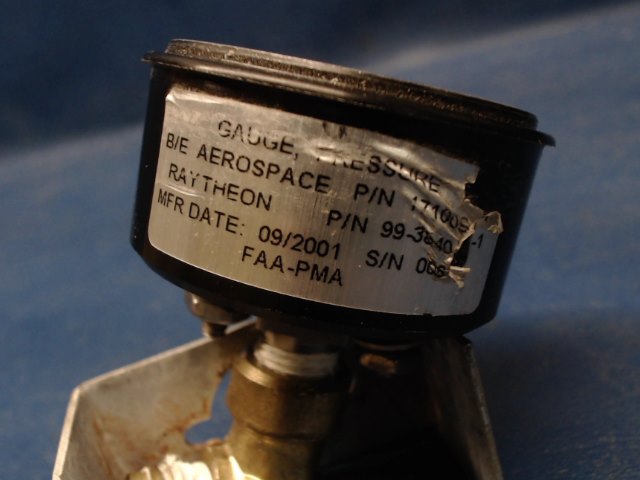 GAUGE, PRESSURE
B/E AEROSPACE P/N
RAYTHEON P/N
MFR DATE: 09/2001 S/N
FAA-PMA